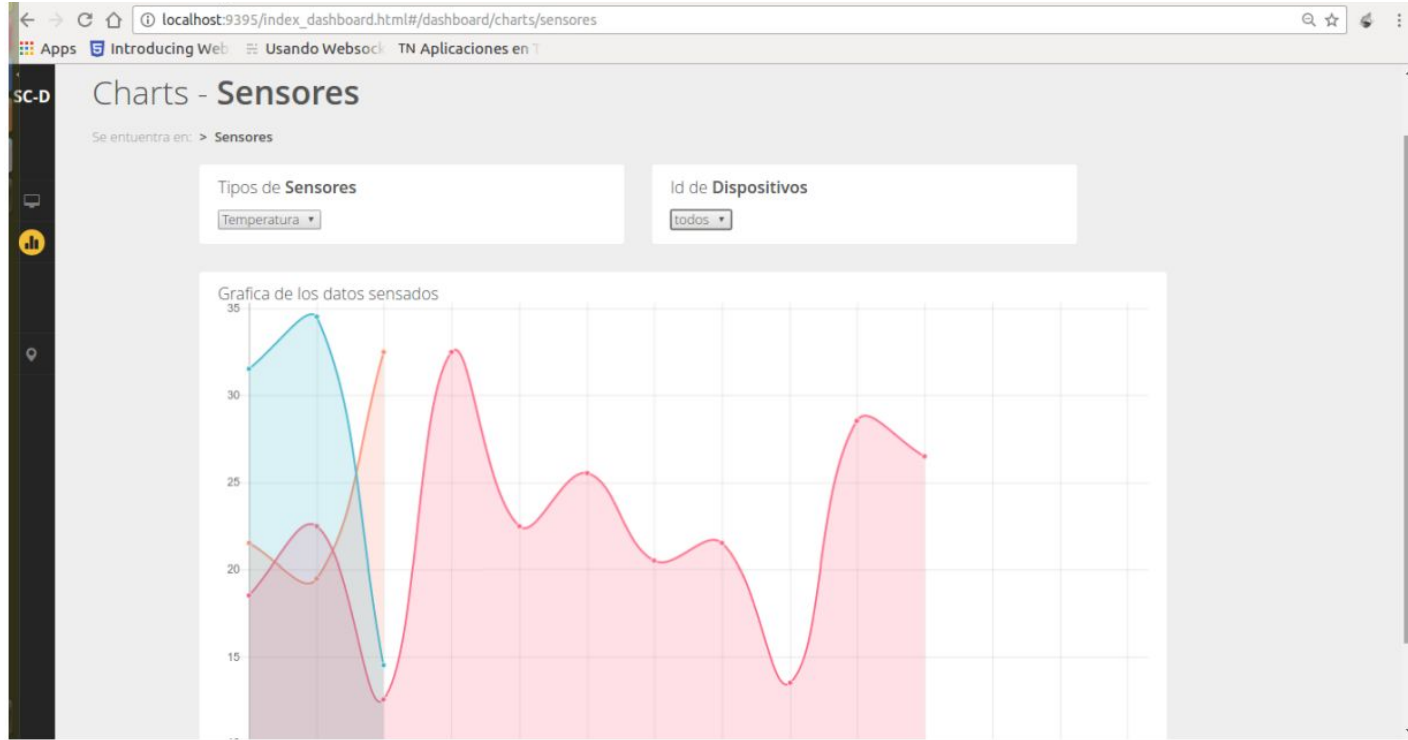 localhost:9395/index_dashboard.html#/dashboard/charts/sensores
Apps Introducing Web Usando Websock TN Aplicaciones en T
SC-D
Charts - Sensores
Se entuentra en: > Sensores
Tipos de Sensores
Temperatura
Id de Dispositivos
todos
Grafica de los datos sensados
35
30
25
20
15